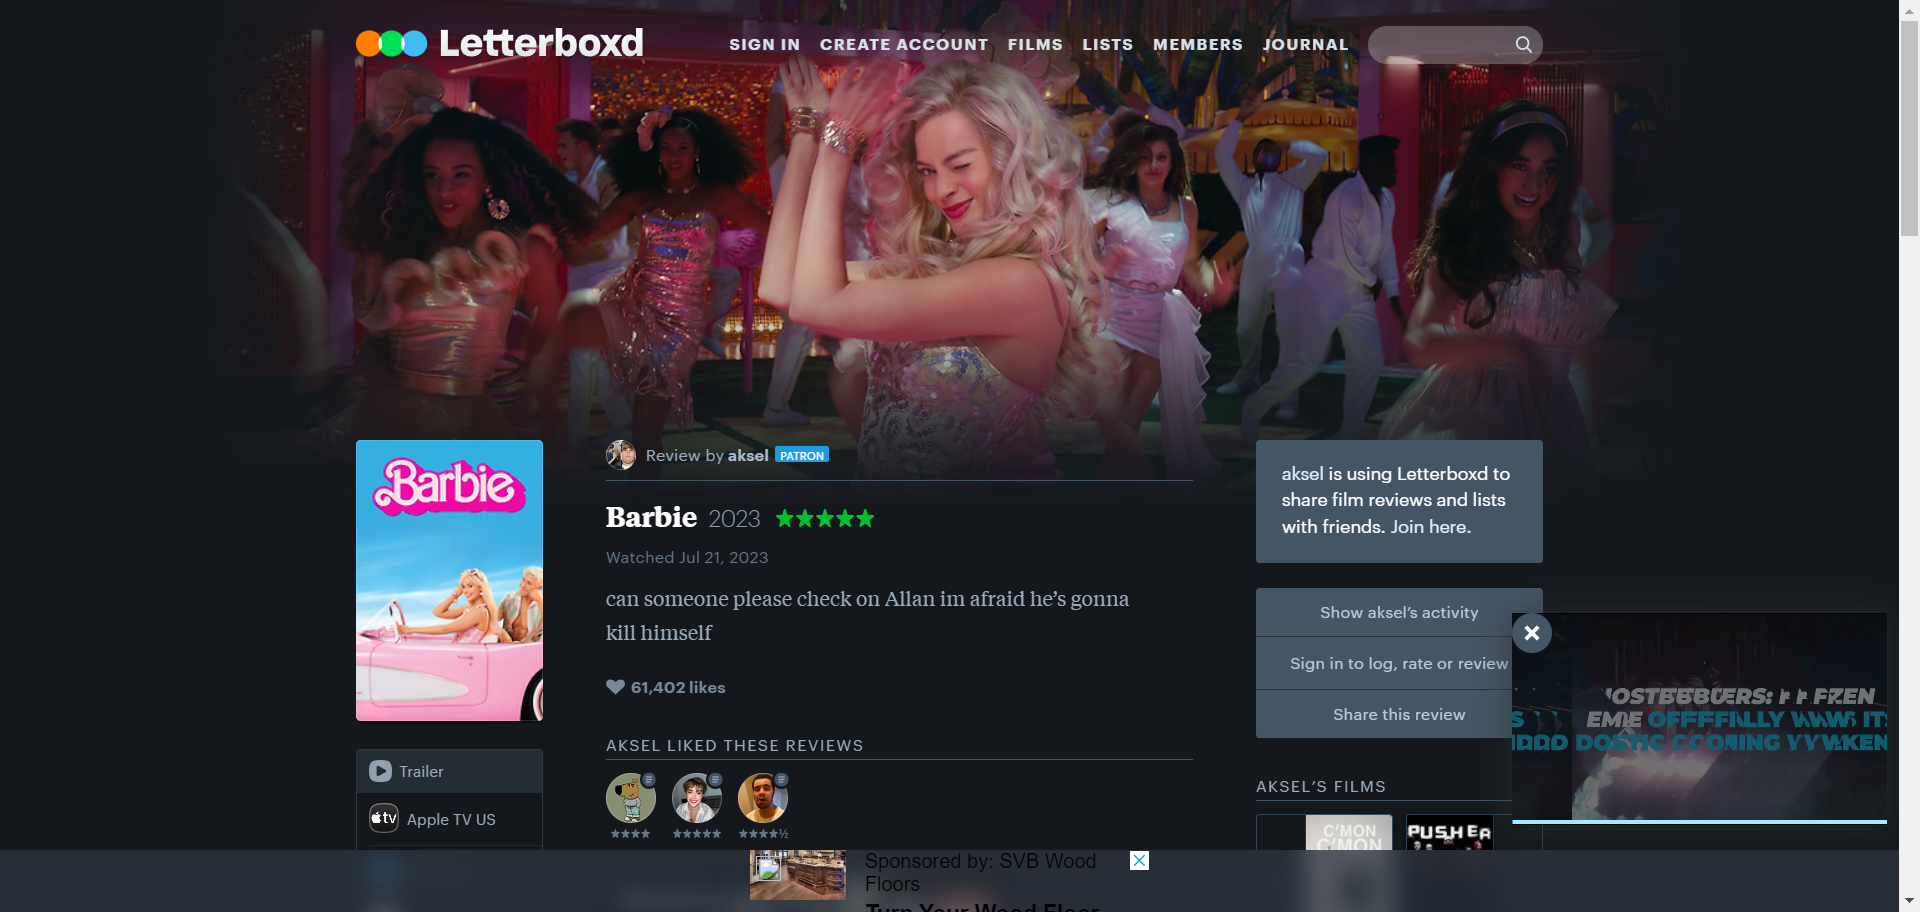 Letterboxd
SIGN IN CREATE ACCOUNT FILMS LISTS MEMBERS JOURNAL
Barbie
Review by aksel PATRON
Barbie 2023
Watched Jul 21, 2023
can someone please check on Allan im afraid he's gonna
kill himself
61,402 likes
AKSEL LIKED THESE REVIEWS
Trailer
tv Apple TV US
aksel is using Letterboxd to
share film reviews and lists
with friends. Join here.
Show aksel's activity
Sign in to log, rate or review
Share this review
AKSEL'S FILMS
C'MON
C'MON
PUSHER
Sponsored by: SVB Wood
Floors
Turn Your Wood Floor